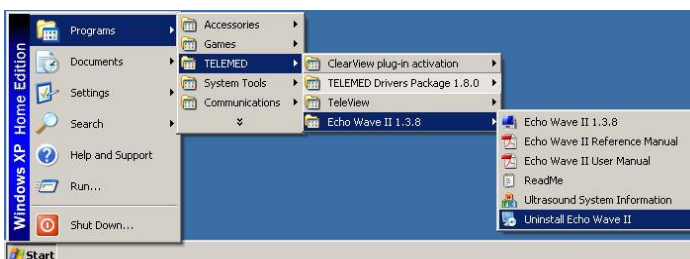 Windows XP Home Edition
Programs
Documents
Settings
Search
Help and Support
Run...
Shut Down...
Start
Accessories
Games
TELEMED
System Tools
Communications
ClearView plug-in activation
TELEMED Drivers Package 1.8.0
TeleView
Echo Wave II 1.3.8
Echo Wave II 1.3.8
Echo Wave II Reference Manual
Echo Wave II User Manual
ReadMe
Ultrasound System Information
Uninstall Echo Wave II